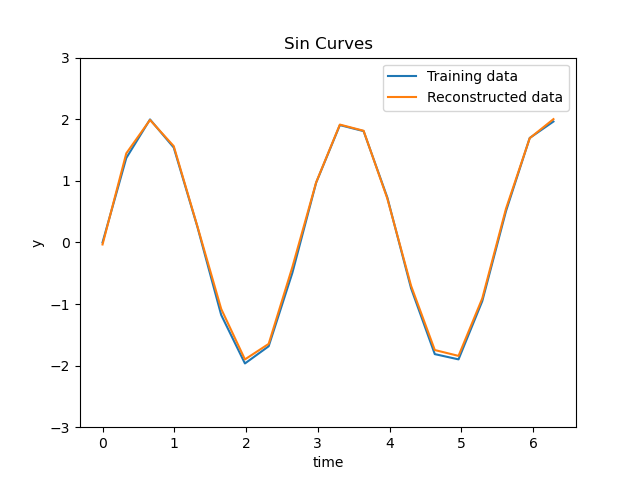 Sin Curves
Training data
Reconstructed data
3
2
1
0
−1
−2
−3
y
0 1 2 3 4 5 6
time